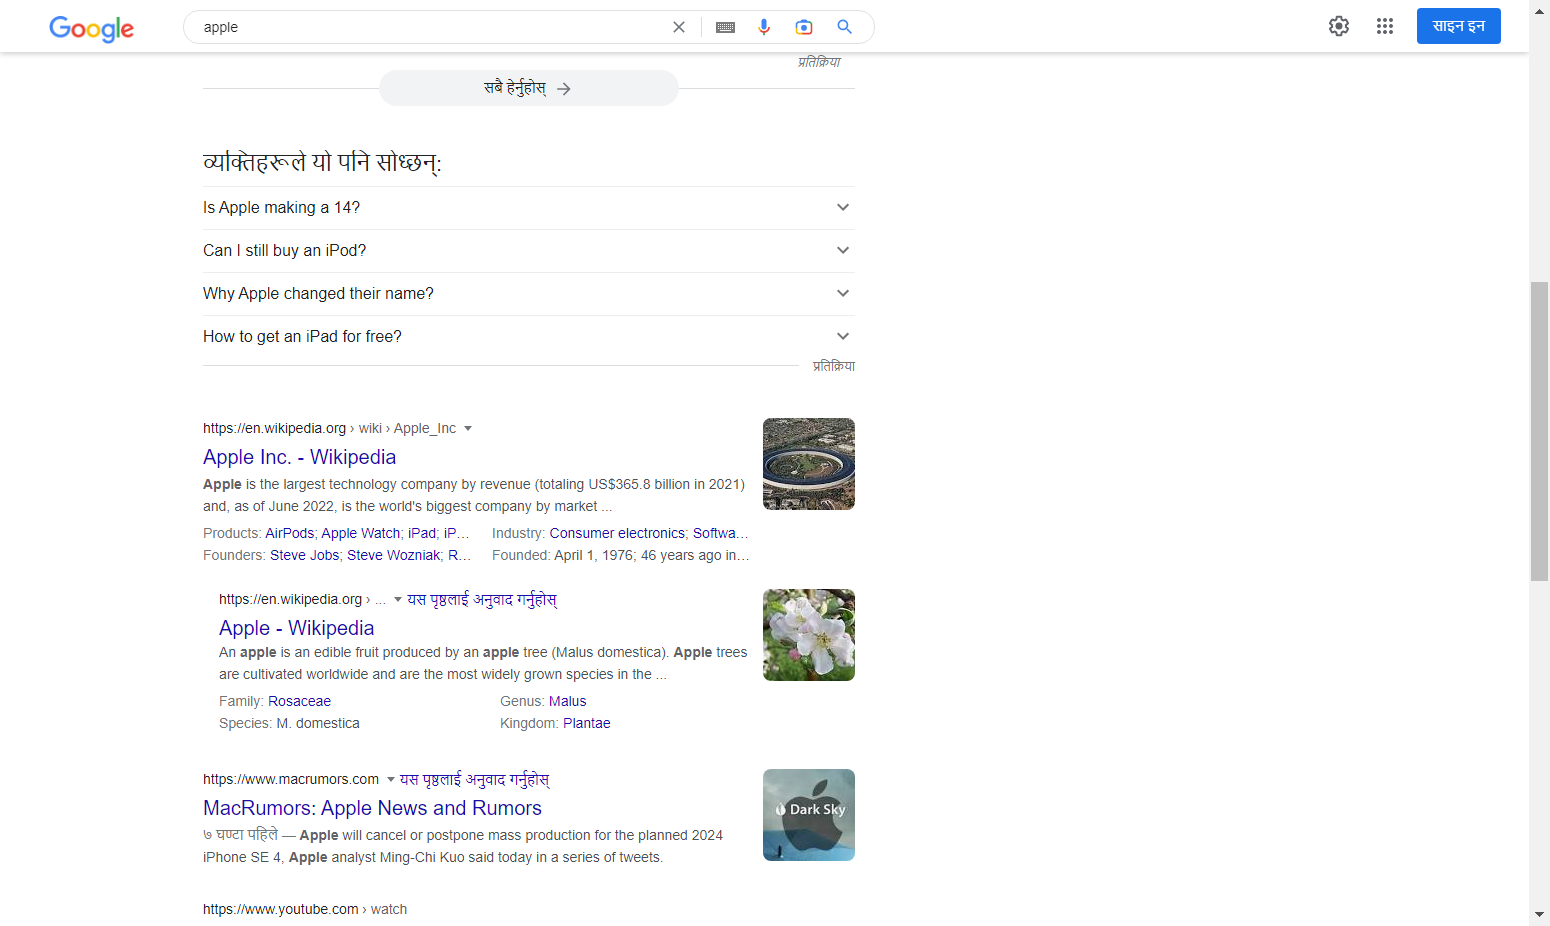 Google
apple
साइन इन
प्रतिक्रिया
सबै हेर्नुहोस्
व्यक्तिहरूले यो पनि सोध्छन्:
Is Apple making a 14?
Can I still buy an iPod?
Why Apple changed their name?
How to get an iPad for free?
प्रतिक्रिया
https://en.wikipedia.org › wiki › Apple_Inc
Apple Inc. - Wikipedia
Apple is the largest technology company by revenue (totaling US$365.8 billion in 2021)
and, as of June 2022, is the world's biggest company by market ...
Products: AirPods; Apple Watch; iPad; iP… Industry: Consumer electronics; Softwa…
Founders: Steve Jobs; Steve Wozniak; R… Founded: April 1, 1976; 46 years ago in…
https://en.wikipedia.org › ... यस पृष्ठलाई अनुवाद गर्नुहोस्
Apple - Wikipedia
An apple is an edible fruit produced by an apple tree (Malus domestica). Apple trees
are cultivated worldwide and are the most widely grown species in the ...
Family: Rosaceae Genus: Malus
Species: M. domestica Kingdom: Plantae
https://www.macrumors.com यस पृष्ठलाई अनुवाद गर्नुहोस्
MacRumors: Apple News and Rumors
Dark Sky
७ घण्टा पहिले — Apple will cancel or postpone mass production for the planned 2024
iPhone SE 4, Apple analyst Ming-Chi Kuo said today in a series of tweets.
https://www.youtube.com › watch